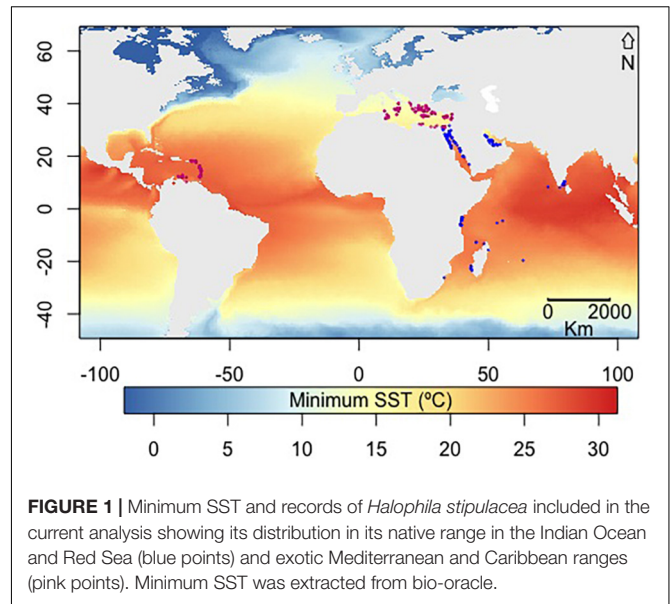 60
40
20
0
-20
-40
N
0 2000
Km
-100 -50 0 50 100
Minimum SST (ºC)
0 5 10 15 20 25 30
FIGURE 1 | Minimum SST and records of Halophila stipulacea included in the
current analysis showing its distribution in its native range in the Indian Ocean
and Red Sea (blue points) and exotic Mediterranean and Caribbean ranges
(pink points). Minimum SST was extracted from bio-oracle.